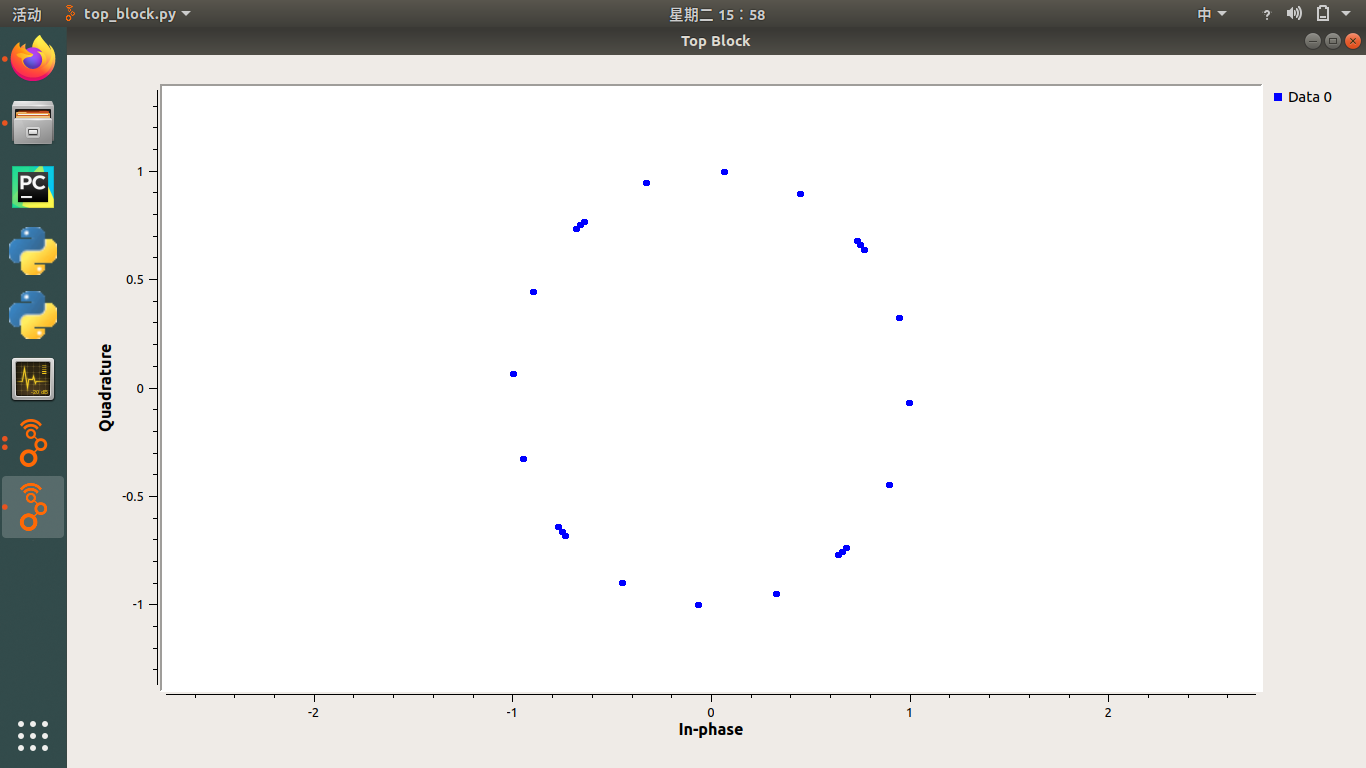 活动 top_block.py 星期二 15：58 中 ?
Top Block
PC
Data 0
1
0.5
0
-0.5
-1
Quadrature
-2 -1 0 1 2
In-phase